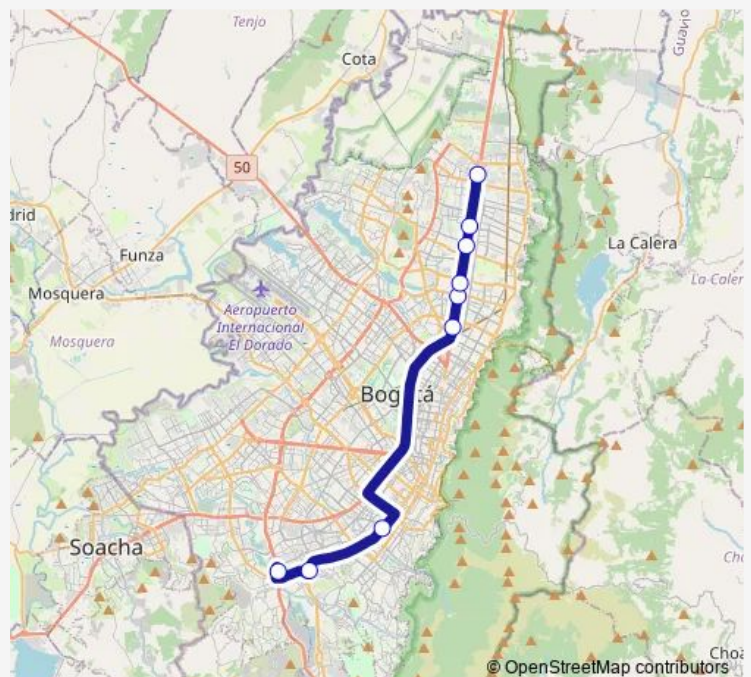 Tenjo
Cota
50
Guav
drid
Funza
La Calera
Mosquera
Aeropuerto
Internacional
El Dorado
La-Caler
Mosquera
Bogotá
Soacha
Choa
© OpenStreetMap contributors